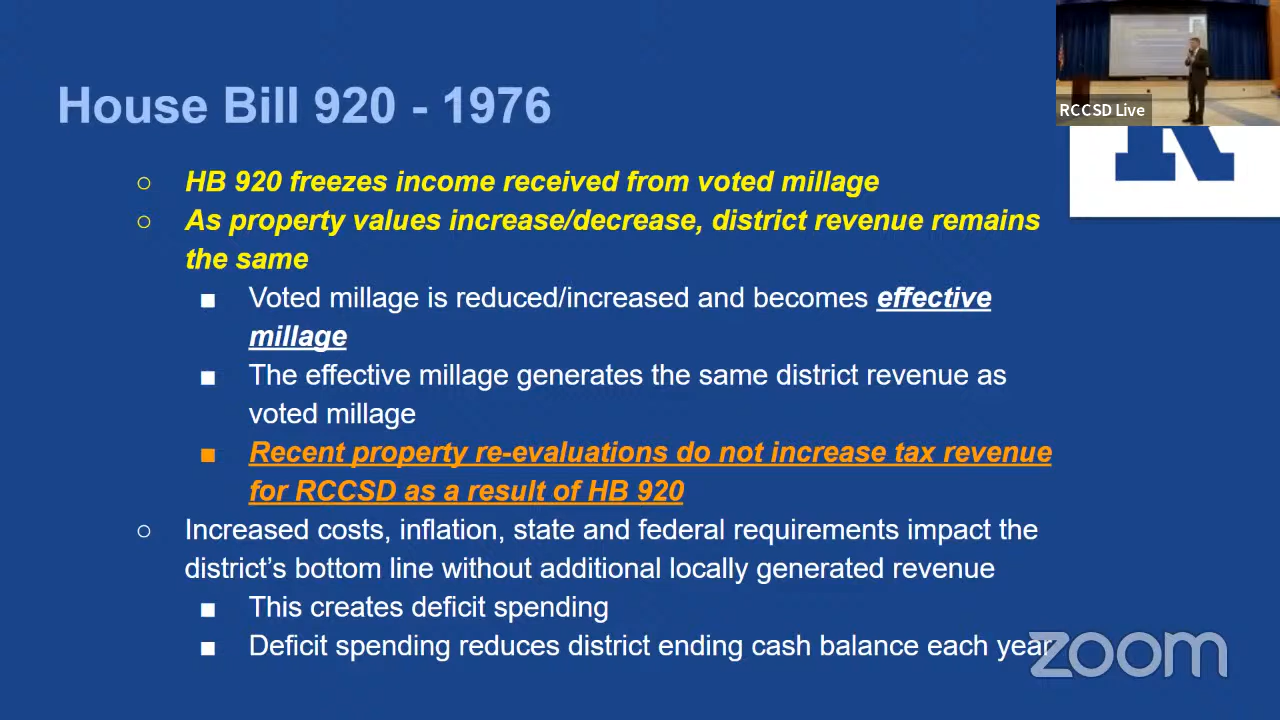 House Bill 920 - 1976
RCCSD Live
R
○ HB 920 freezes income received from voted millage
○ As property values increase/decrease, district revenue remains
the same
■ Voted millage is reduced/increased and becomes effective
millage
■ The effective millage generates the same district revenue as
voted millage
■ Recent property re-evaluations do not increase tax revenue
for RCCSD as a result of HB 920
○ Increased costs, inflation, state and federal requirements impact the
district's bottom line without additional locally generated revenue
■ This creates deficit spending
■ Deficit spending reduces district ending cash balance each year
zoom